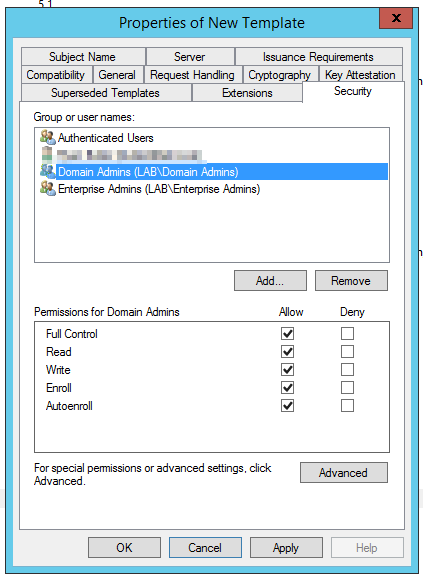 5.1
Properties of New Template
x
Subject Name Server Issuance Requirements
Compatibility General Request Handling Cryptography Key Attestation
Superseded Templates Extensions Security
Group or user names:
Authenticated Users
Domain Admins (LAB\Domain Admins)
Enterprise Admins (LAB\Enterprise Admins)
Add... Remove
Permissions for Domain Admins Allow Deny
Full Control
Read
Write
Enroll
Autoenroll
For special permissions or advanced settings, click
Advanced.
Advanced
OK Cancel Apply Help